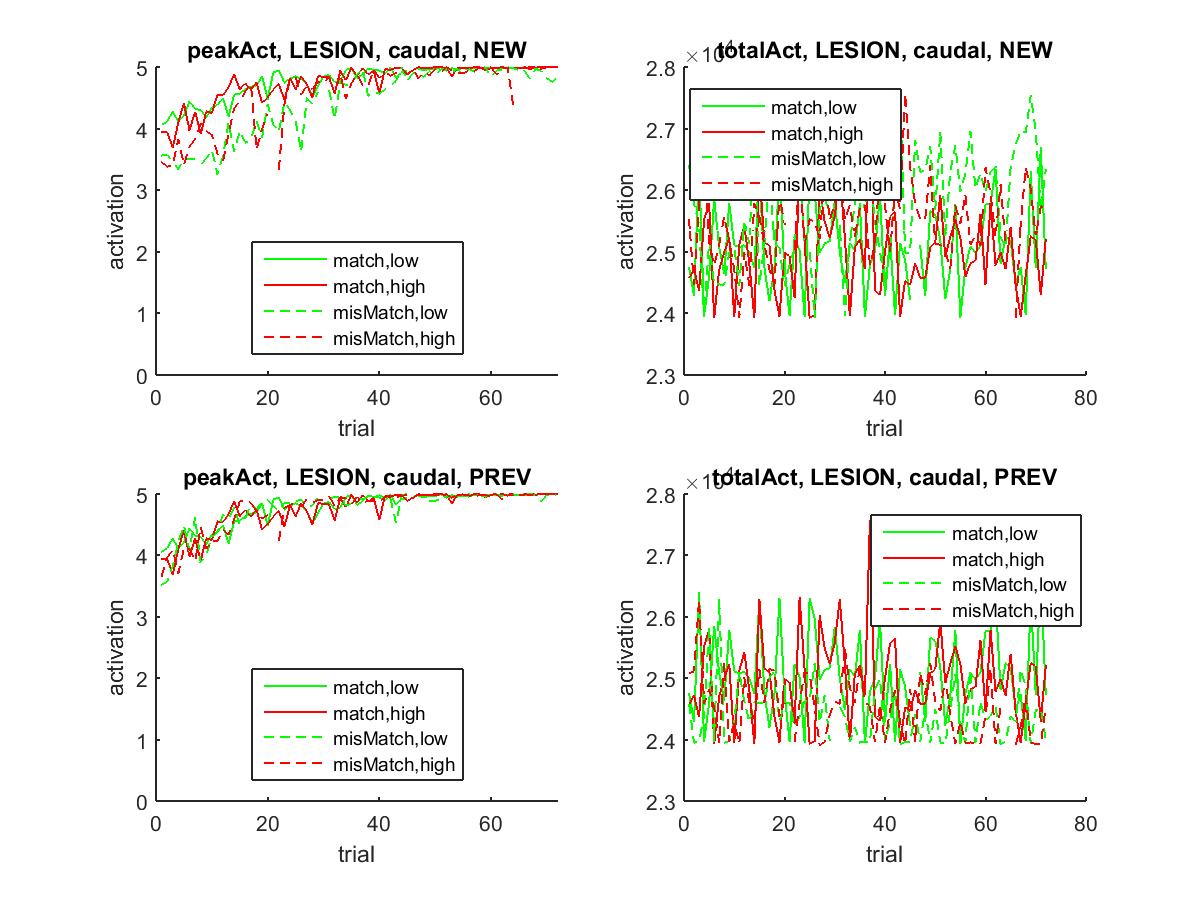 peakAct, LESION, caudal, NEW
5
4
3
2
1
0
activation
match,low
match,high
misMatch,low
misMatch,high
0 20 40 60
trial
×10⁴
totalAct, LESION, caudal, NEW
2.8
2.7
2.6
2.5
2.4
2.3
activation
match,low
match,high
misMatch,low
misMatch,high
0 20 40 60 80
trial
peakAct, LESION, caudal, PREV
5
4
3
2
1
0
activation
match,low
match,high
misMatch,low
misMatch,high
0 20 40 60
trial
×10⁴
totalAct, LESION, caudal, PREV
2.8
2.7
2.6
2.5
2.4
2.3
activation
match,low
match,high
misMatch,low
misMatch,high
0 20 40 60 80
trial